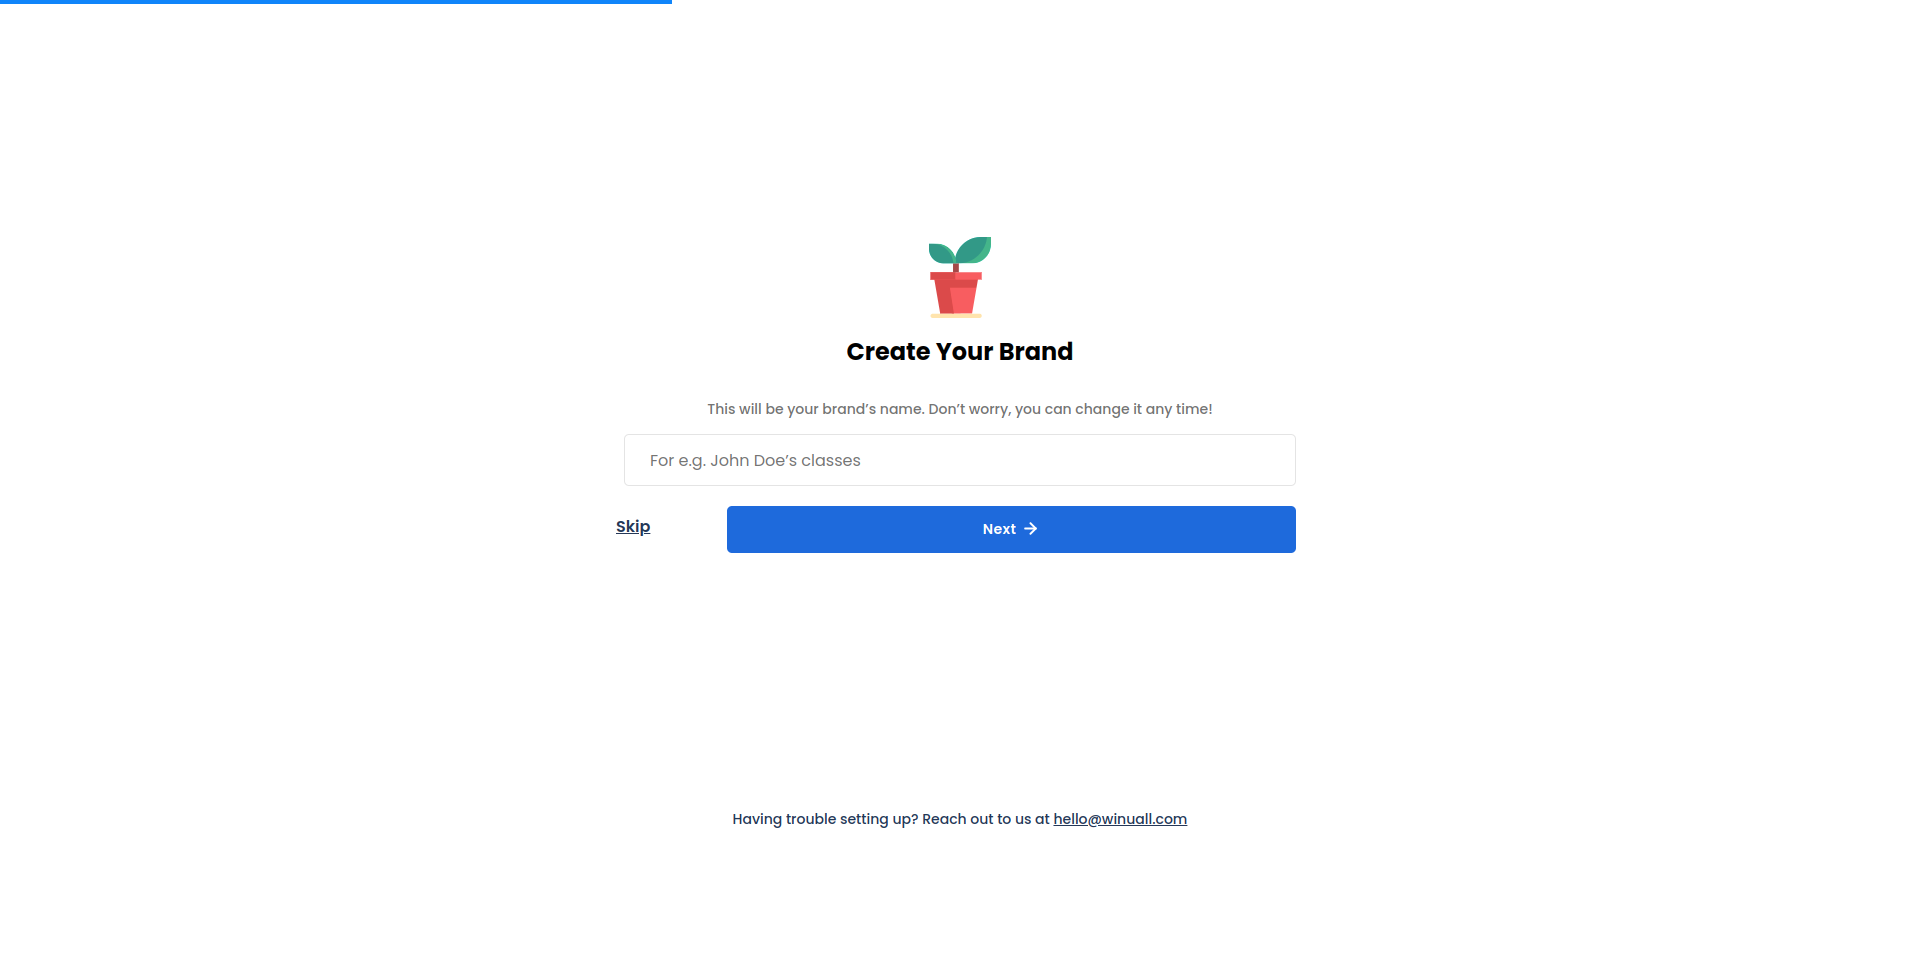 Create Your Brand
This will be your brand’s name. Don’t worry, you can change it any time!
For e.g. John Doe’s classes
Skip
Next
Having trouble setting up? Reach out to us at hello@winuall.com